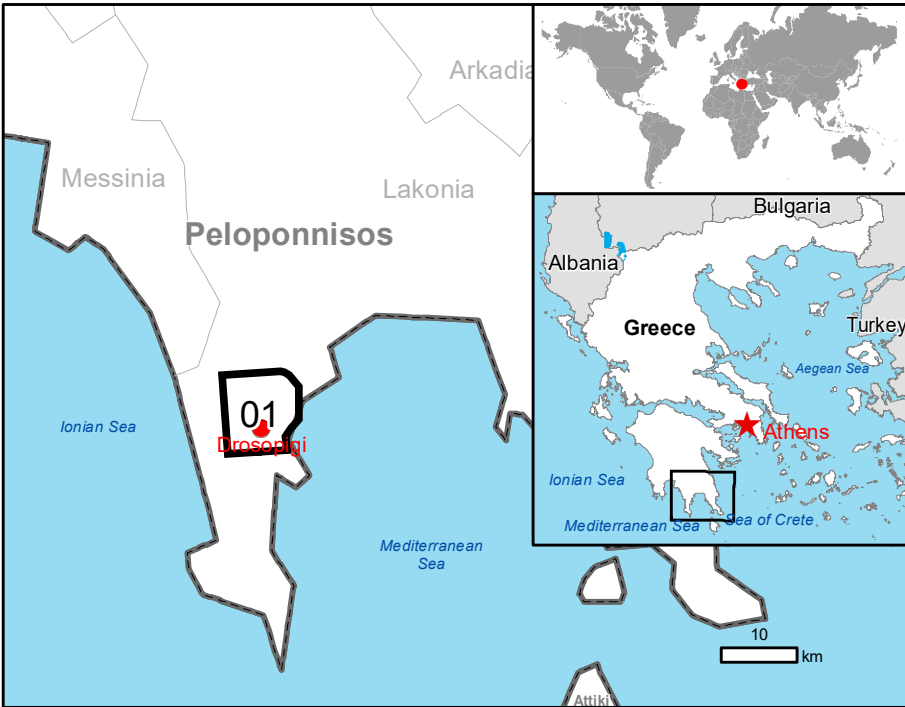 Arkadia
Messinia
Lakonia
Peloponnisos
Ionian Sea
01
Drosopigi
Mediterranean
Sea
10
km
Attiki
Bulgaria
Albania
Greece
Turkey
Aegean Sea
Athens
Ionian Sea
Mediterranean Sea
Sea of Crete